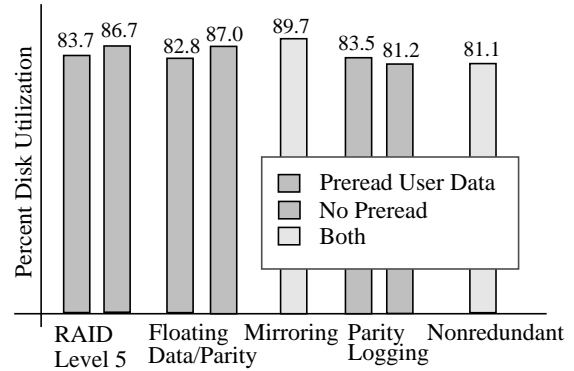 83.7 86.7 82.8 87.0 89.7 83.5 81.2 81.1
Percent Disk Utilization
Preread User Data
No Preread
Both
RAID Level 5
Floating Data/Parity
Mirroring
Parity Logging
Nonredundant